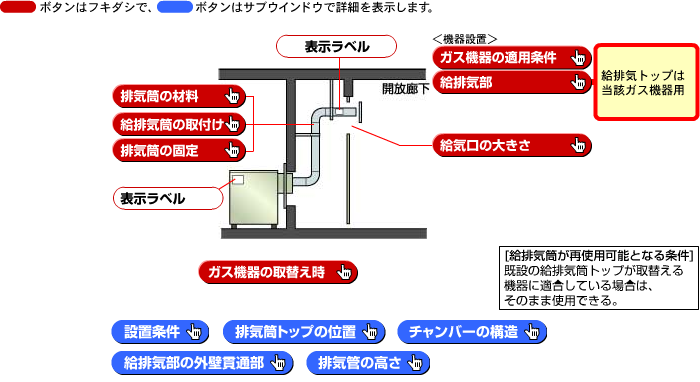 ボタンはフキダシで、 ボタンはサブウインドウで詳細を表示します。
表示ラベル
＜機器設置＞
ガス機器の適用条件
給排気部
給排気トップは
当該ガス機器用
開放廊下
排気筒の材料
給排気筒の取付け
排気筒の固定
給気口の大きさ
表示ラベル
ガス機器の取替え時
[給排気筒が再使用可能となる条件]
既設の給排気筒トップが取替える
機器に適合している場合は、
そのまま使用できる。
設置条件
排気筒トップの位置
チャンバーの構造
給排気部の外壁貫通部
排気管の高さ